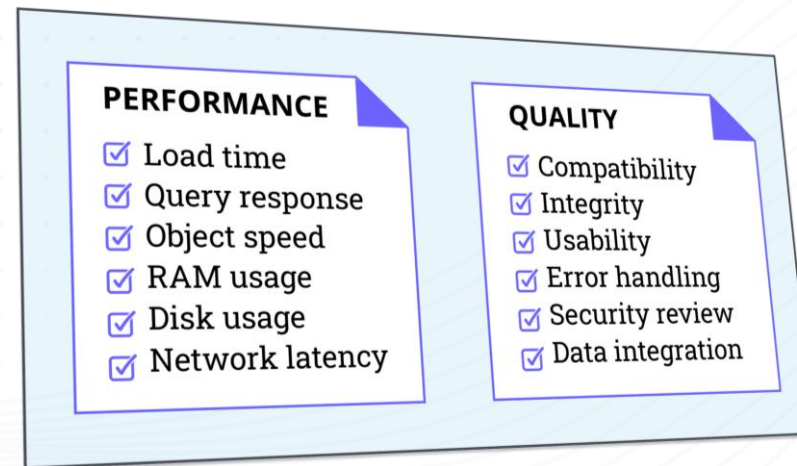 PERFORMANCE
Load time
Query response
Object speed
RAM usage
Disk usage
Network latency
QUALITY
Compatibility
Integrity
Usability
Error handling
Security review
Data integration